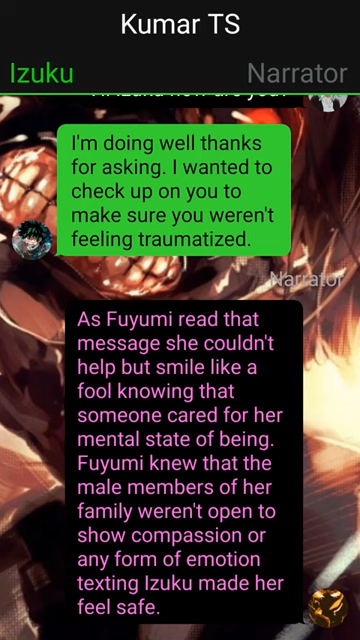 Kumar TS
Izuku
Narrator
I'm doing well thanks
for asking. I wanted to
check up on you to
make sure you weren't
feeling traumatized.
Narrator
As Fuyumi read that
message she couldn't
help but smile like a
fool knowing that
someone cared for her
mental state of being.
Fuyumi knew that the
male members of her
family weren't open to
show compassion or
any form of emotion
texting Izuku made her
feel safe.